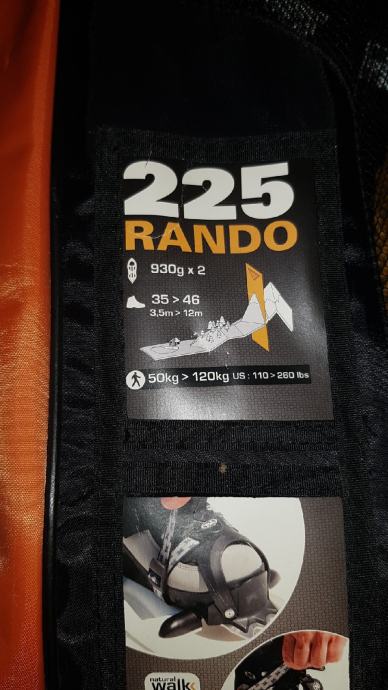 225
RANDO
930g x 2
35 > 46
3,5m > 12m
50kg > 120kg US : 110 > 260 lbs
natural
walk